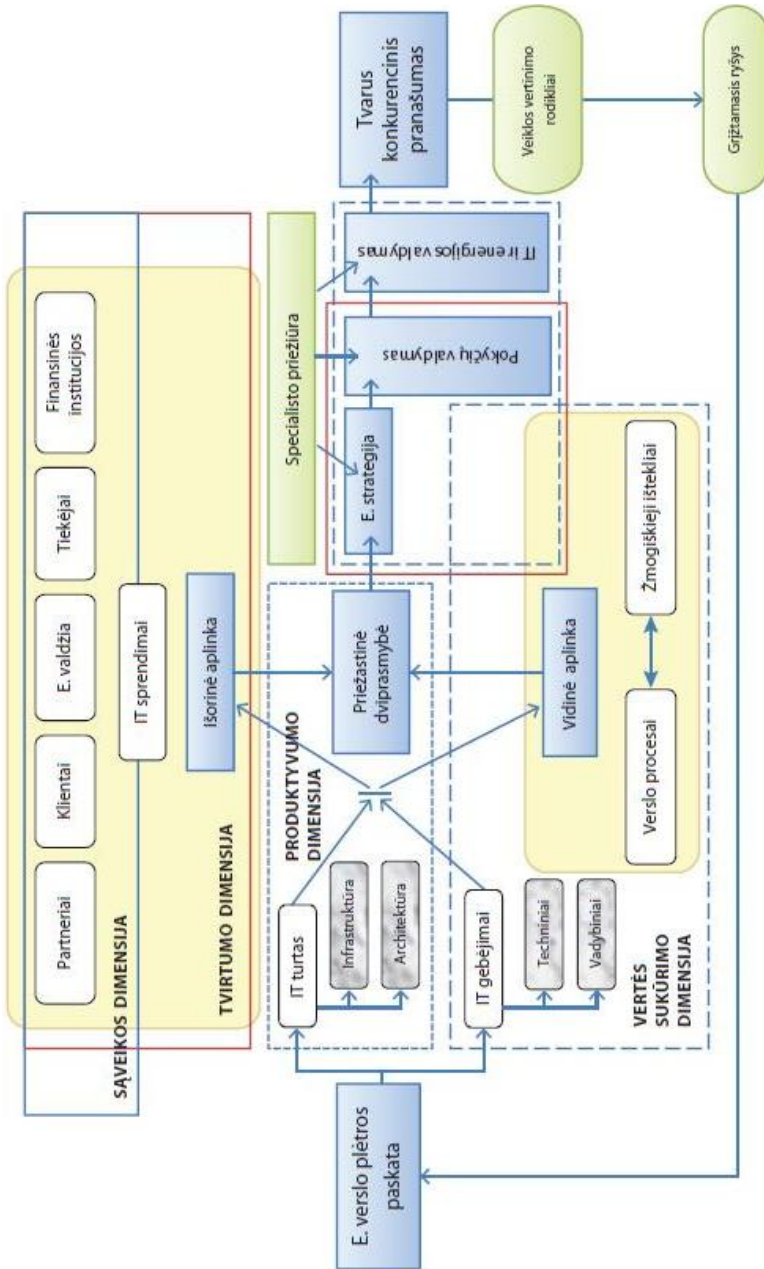 Partneriai
Klientai
E. valdžia
Tiekėjai
Finansinės
institucijos
SĄVEIKOS DIMENSIJA
IT sprendimai
Išorinė aplinka
TVIRTUMO DIMENSIJA
PRODUKTYVUMO
DIMENSIJA
IT turtas
Infrastruktūra
Architektūra
Priežastinė
dviprasmybė
Specialisto priežiūra
E. strategija
Pokyčių valdymas
IT ir energijos valdymas
Tvarus
konkurencinis
pranašumas
E. verslo plėtros
paskata
IT gebėjimai
Techniniai
Vadybiniai
VERTĖS
SUKŪRIMO
DIMENSIJA
Vidinė aplinka
Verslo procesai
Žmogiškieji ištekliai
Veiklos vertinimo
rodikliai
Grįžtamasis ryšys